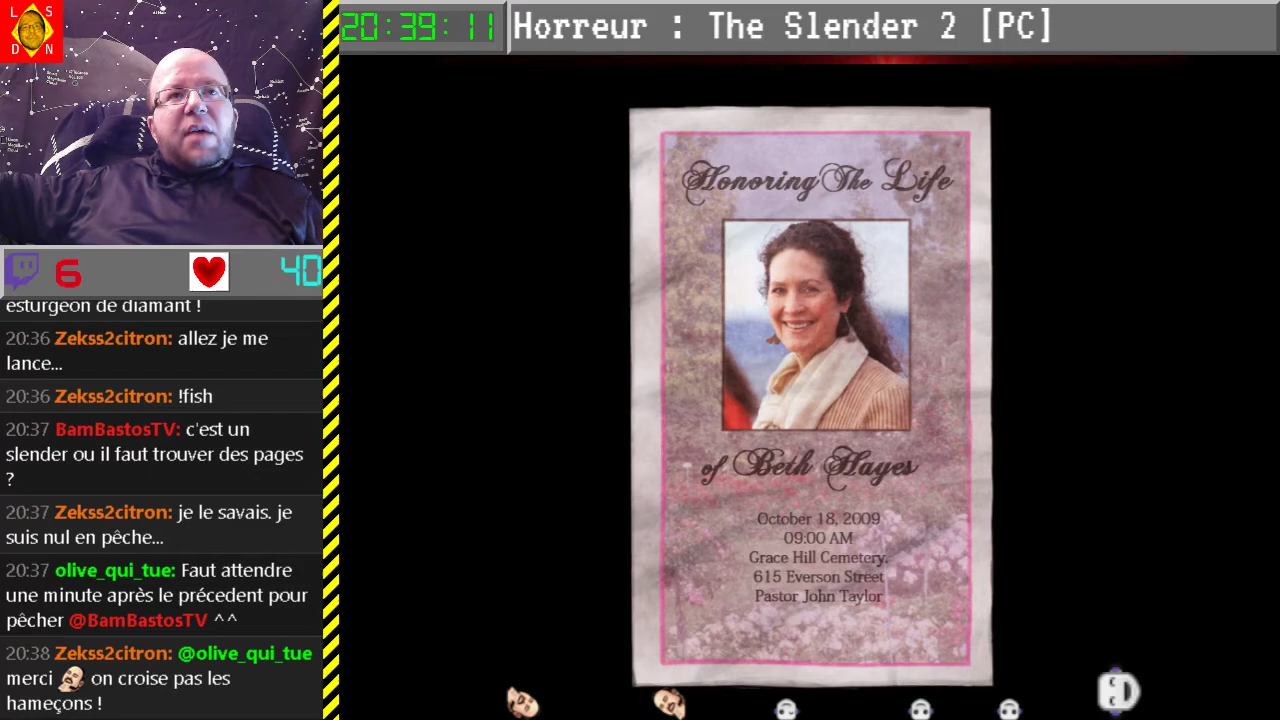 L S
D N
20:39:11
Horreur : The Slender 2 [PC]
6
40
esturgeon de diamant !
20:36 Zekss2citron: allez je me
lance...
20:36 Zekss2citron: !fish
20:37 BamBastosTV: c'est un
slender ou il faut trouver des pages
?
20:37 Zekss2citron: je le savais. je
suis nul en pêche...
20:37 olive_qui_tue: Faut attendre
une minute après le précedent pour
pêcher @BamBastosTV ^^
20:38 Zekss2citron: @olive_qui_tue
merci on croise pas les
hameçons !
Honoring The Life
of Beth Hayes
October 18, 2009
09:00 AM
Grace Hill Cemetery.
615 Everson Street
Pastor John Taylor